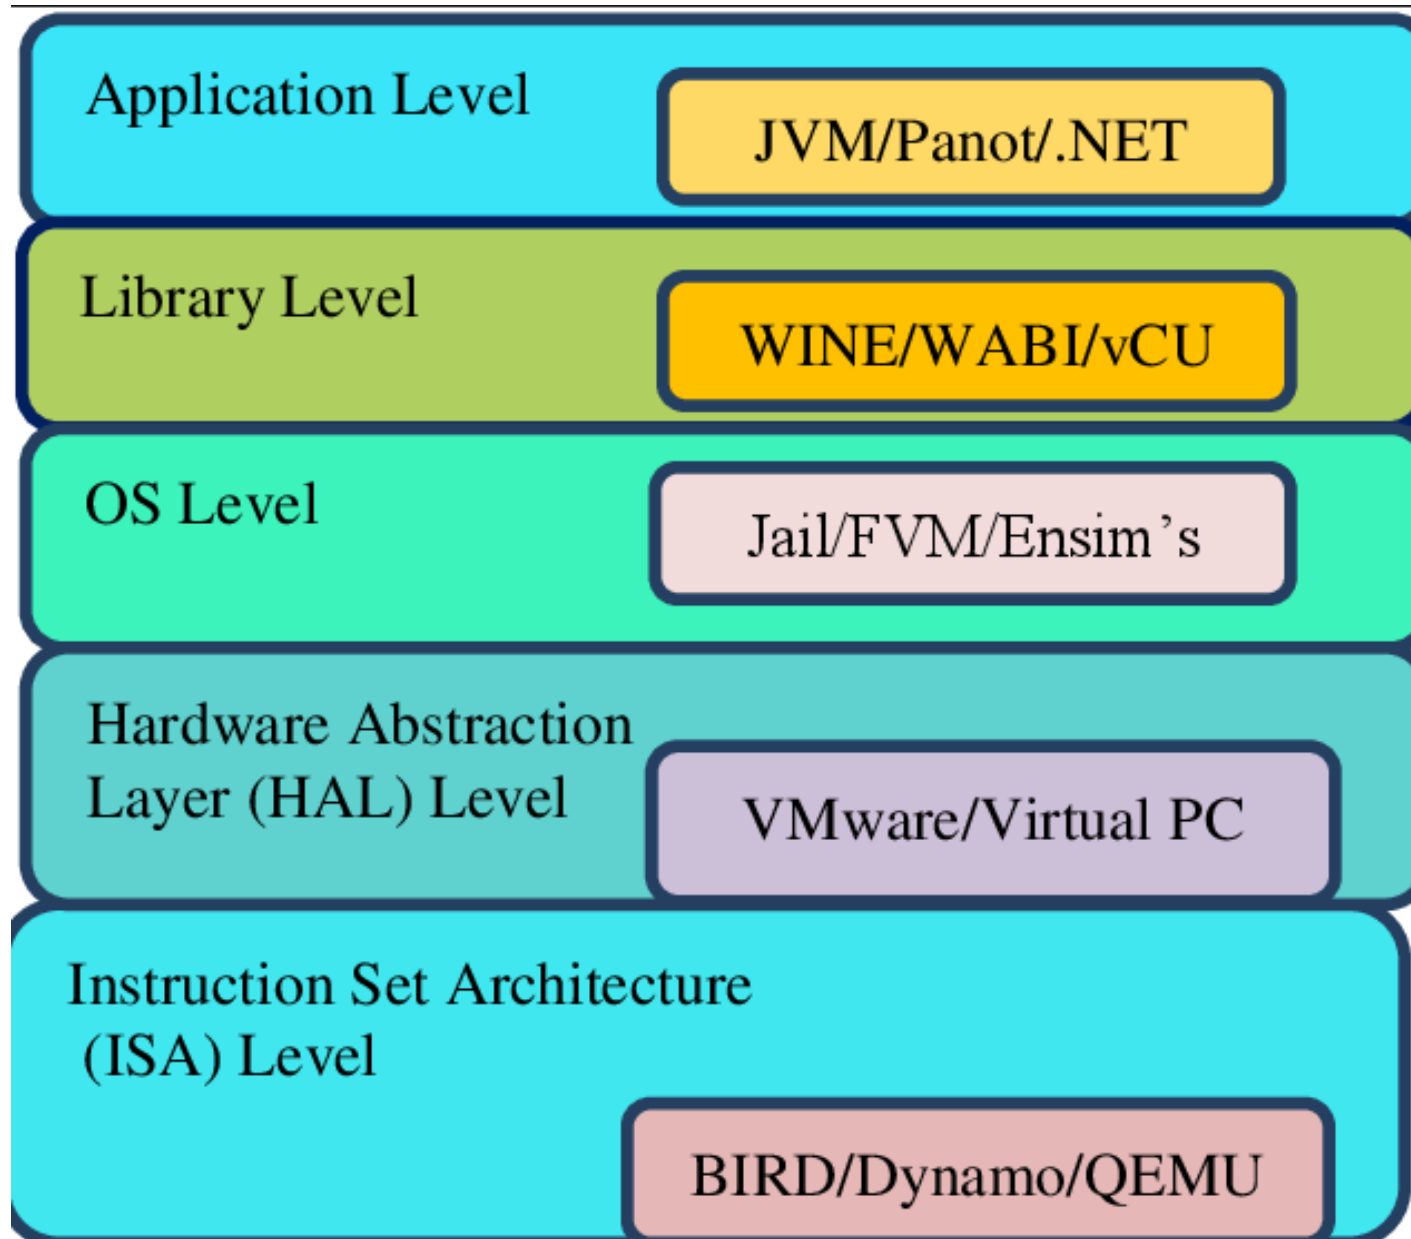 Application Level
JVM/Panot/.NET
Library Level
WINE/WABI/vCU
OS Level
Jail/FVM/Ensim’s
Hardware Abstraction
Layer (HAL) Level
VMware/Virtual PC
Instruction Set Architecture
(ISA) Level
BIRD/Dynamo/QEMU